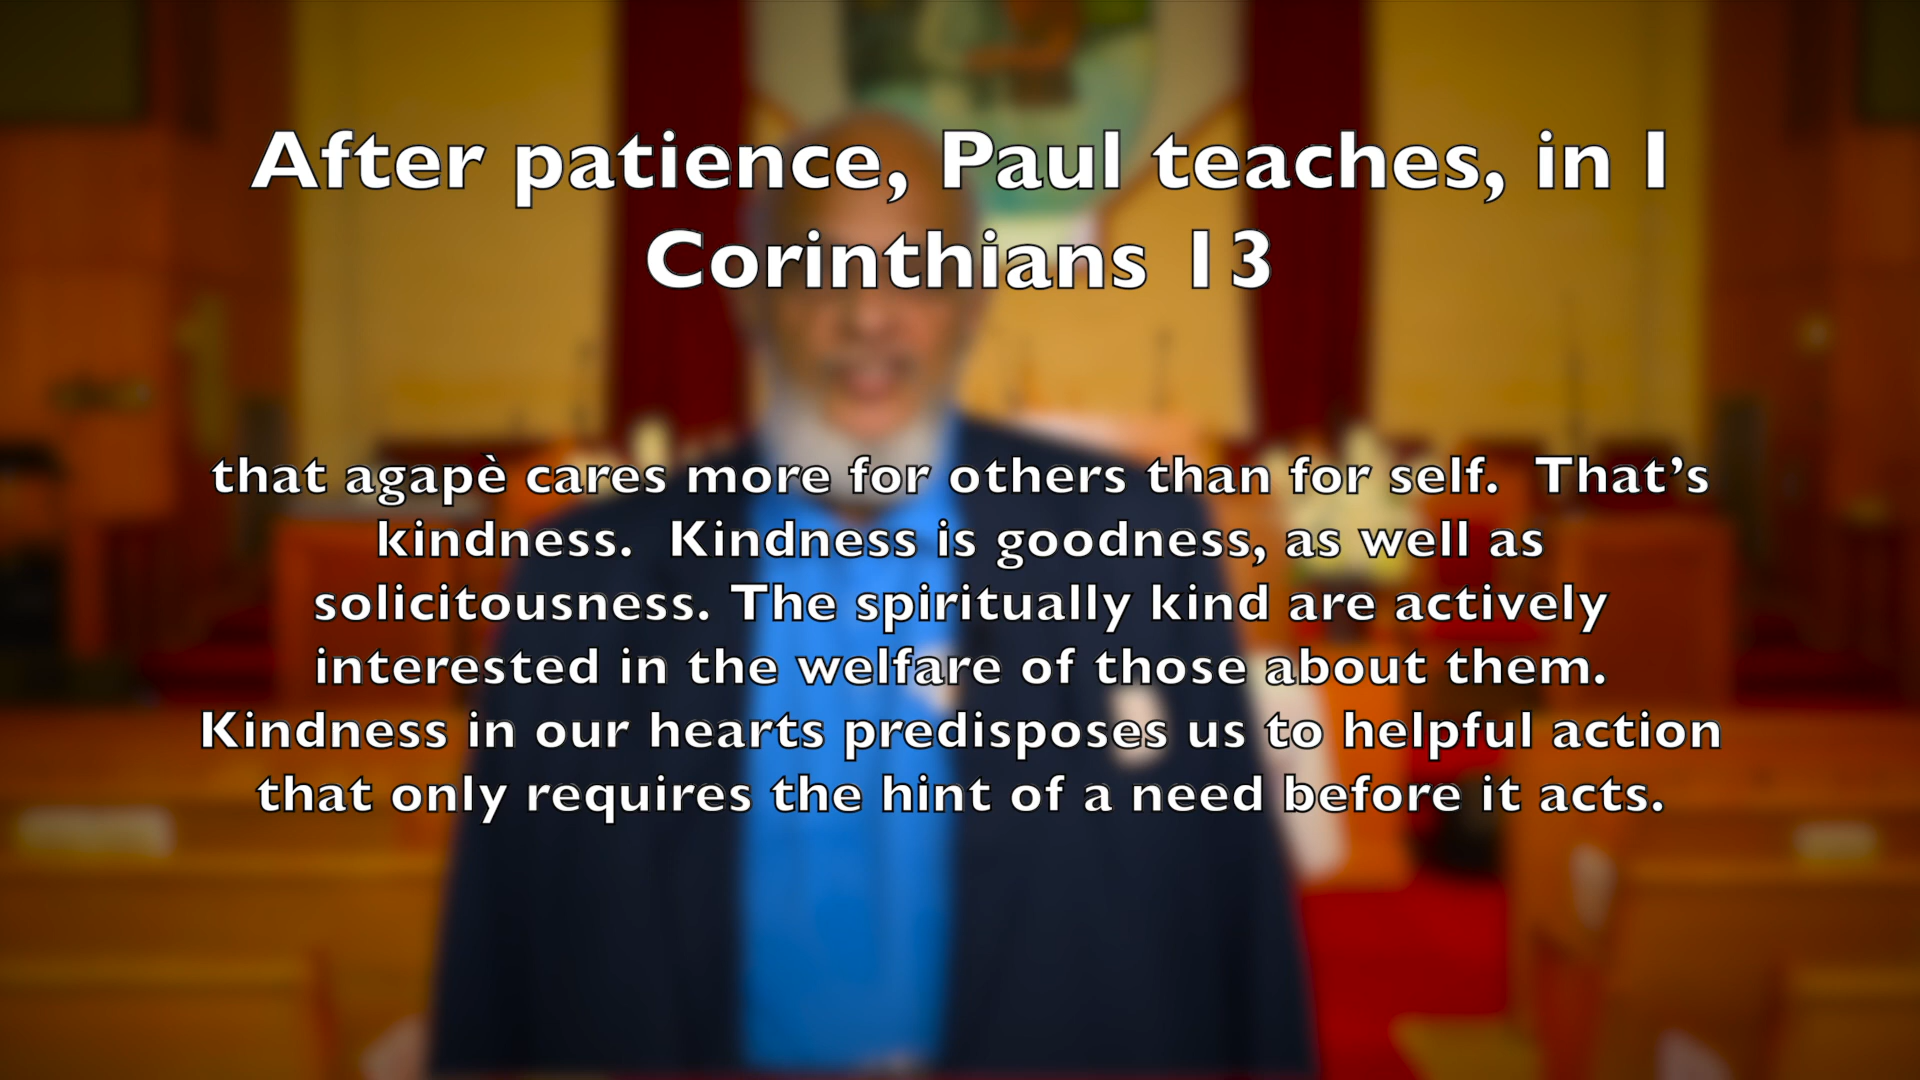 After patience, Paul teaches, in I
Corinthians 13
that agapè cares more for others than for self.  That’s
kindness.  Kindness is goodness, as well as
solicitousness. The spiritually kind are actively
interested in the welfare of those about them.
Kindness in our hearts predisposes us to helpful action
that only requires the hint of a need before it acts.